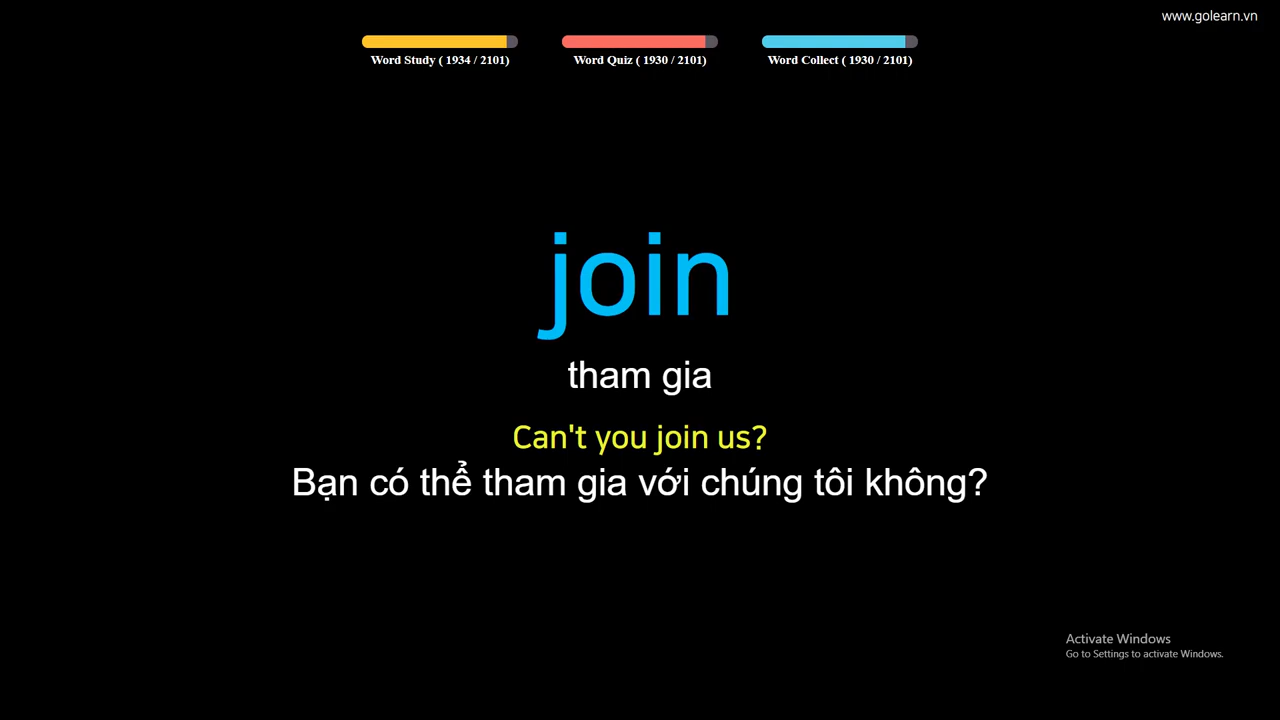 www.golearn.vn
Word Study ( 1934 / 2101) Word Quiz ( 1930 / 2101) Word Collect ( 1930 / 2101)
join
tham gia
Can't you join us?
Bạn có thể tham gia với chúng tôi không?
Activate Windows
Go to Settings to activate Windows.